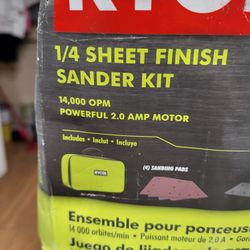 RYOBI
1/4 SHEET FINISH
SANDER KIT
14,000 OPM
POWERFUL 2.0 AMP MOTOR
Includes • Inclut • Incluye
(4) SANDING PADS
Ensemble pour ponceus
14 000 orbites/min • Puissant moteur de 2,0 A •
Juego de